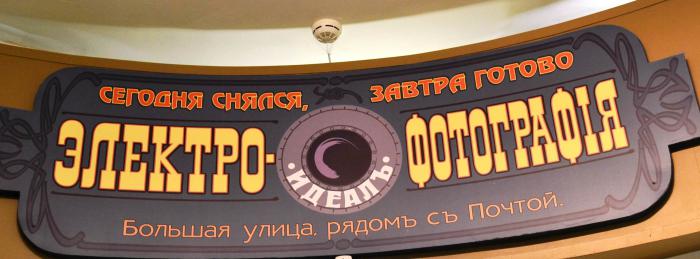 СЕГОДНЯ СНЯЛСЯ, ЗАВТРА ГОТОВО
ЭЛЕКТРО-ФОТОГРАФІЯ
·ИДЕАЛЪ·
Большая улица, рядомъ съ Почтой.